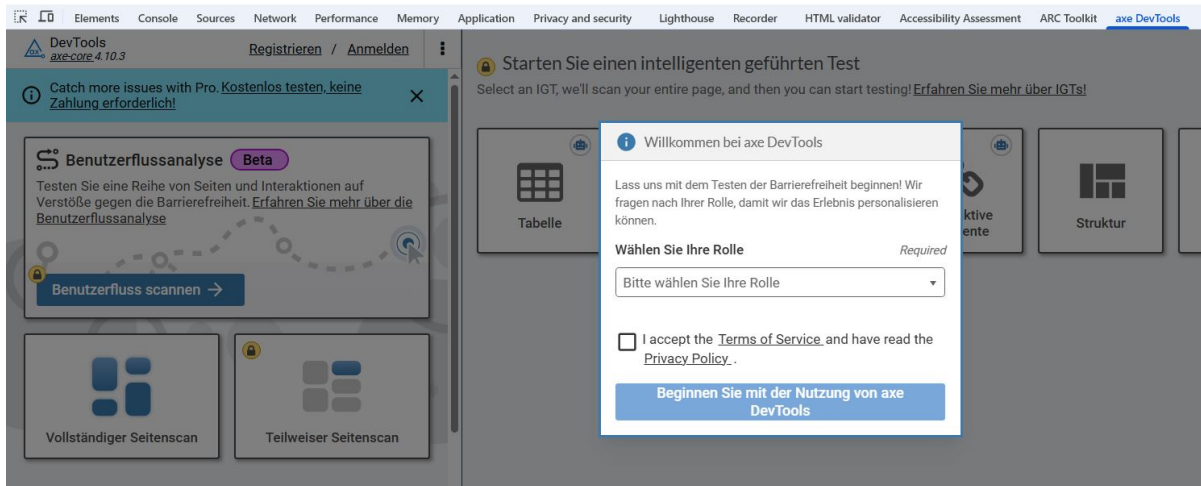 Elements Console Sources Network Performance Memory Application Privacy and security Lighthouse Recorder HTML validator Accessibility Assessment ARC Toolkit axe DevTools
DevTools
axe-core 4.10.3
Registrieren / Anmelden
Catch more issues with Pro. Kostenlos testen, keine
Zahlung erforderlich!
Benutzerflussanalyse Beta
Testen Sie eine Reihe von Seiten und Interaktionen auf
Verstöße gegen die Barrierefreiheit. Erfahren Sie mehr über die
Benutzerflussanalyse
Benutzerfluss scannen →
Vollständiger Seitenscan
Teilweiser Seitenscan
Starten Sie einen intelligenten geführten Test
Select an IGT, we'll scan your entire page, and then you can start testing! Erfahren Sie mehr über IGTs!
Tabelle
ktive
ente
Struktur
Willkommen bei axe DevTools
Lass uns mit dem Testen der Barrierefreiheit beginnen! Wir
fragen nach Ihrer Rolle, damit wir das Erlebnis personalisieren
können.
Wählen Sie Ihre Rolle Required
Bitte wählen Sie Ihre Rolle
I accept the Terms of Service and have read the
Privacy Policy .
Beginnen Sie mit der Nutzung von axe
DevTools